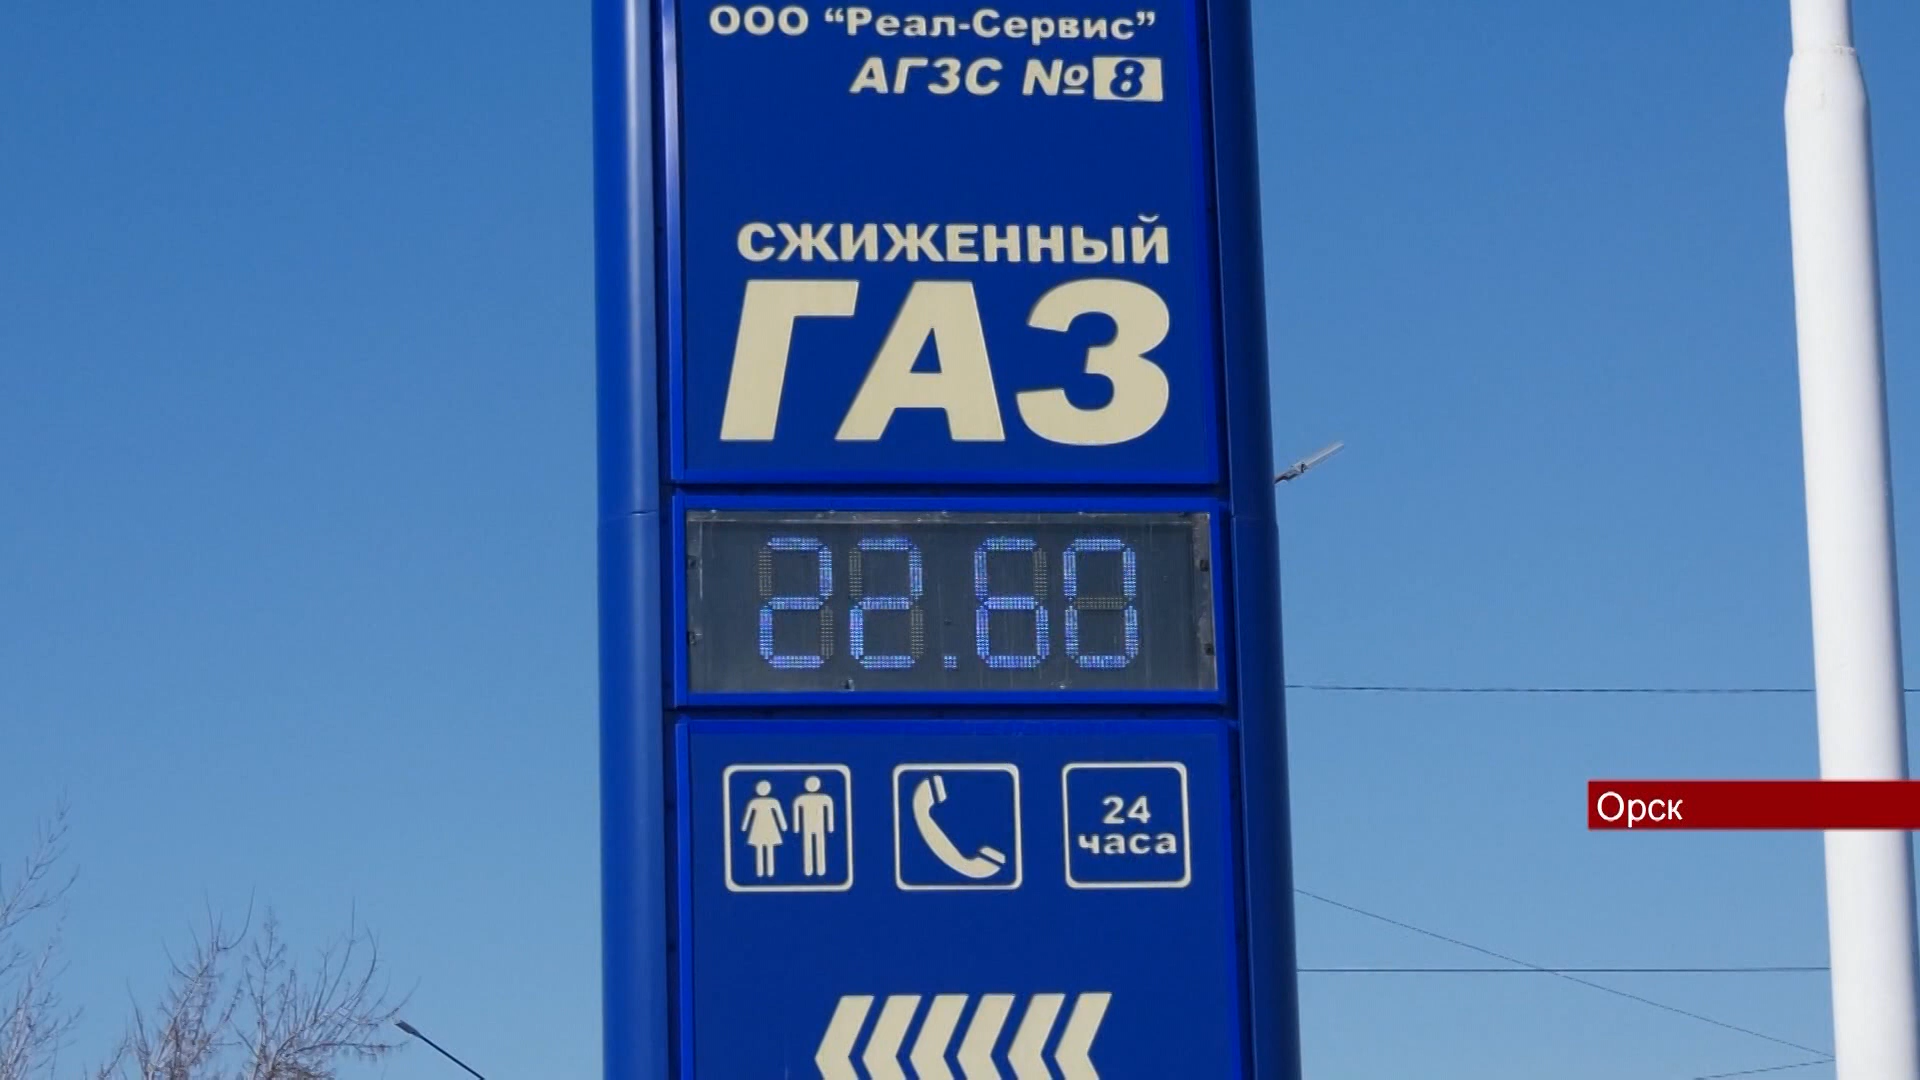 ООО “Реал-Сервис”
АГЗС №8
СЖИЖЕННЫЙ
ГАЗ
22.60
24
часа
Орск